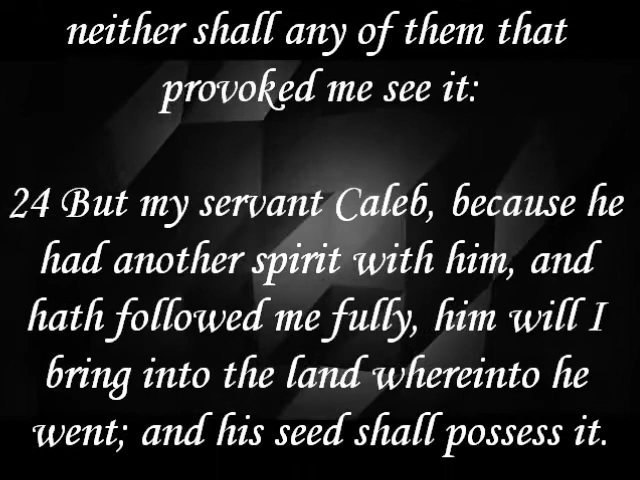 neither shall any of them that
provoked me see it:
24 But my servant Caleb, because he
had another spirit with him, and
hath followed me fully, him will I
bring into the land whereinto he
went; and his seed shall possess it.